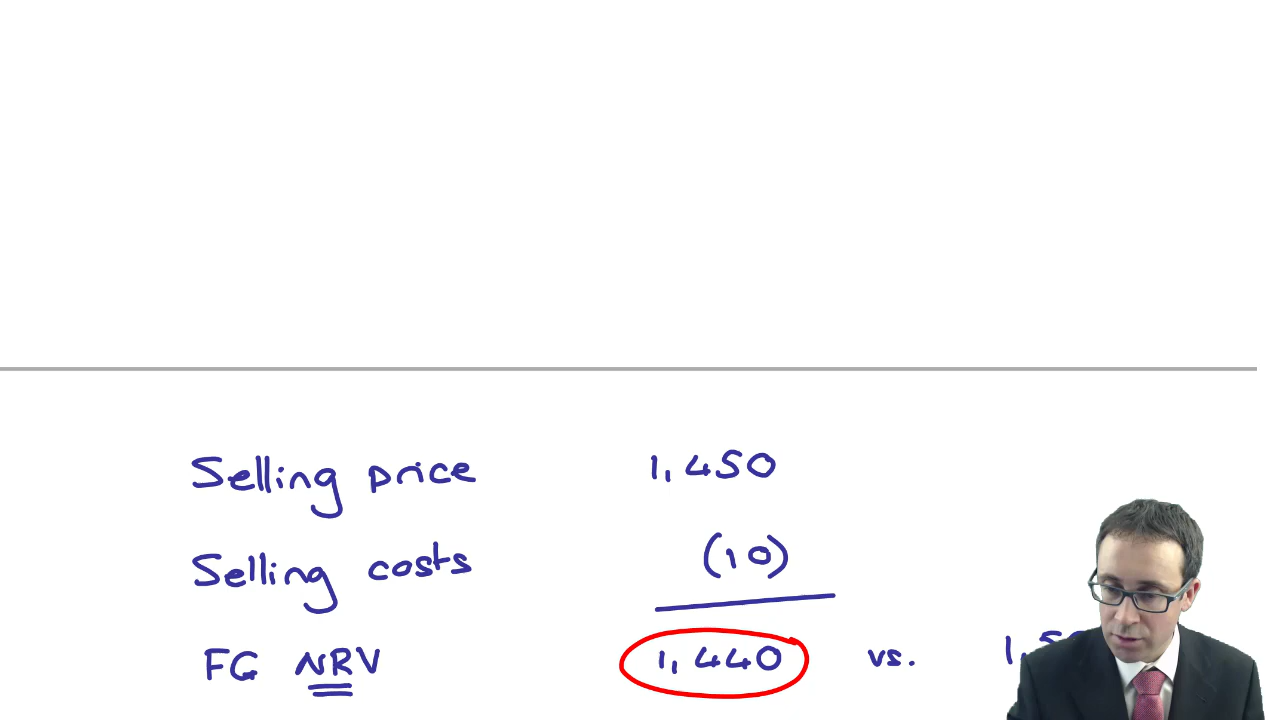 Selling price 1,450
Selling costs (10)
FG NRV 1,440 vs.